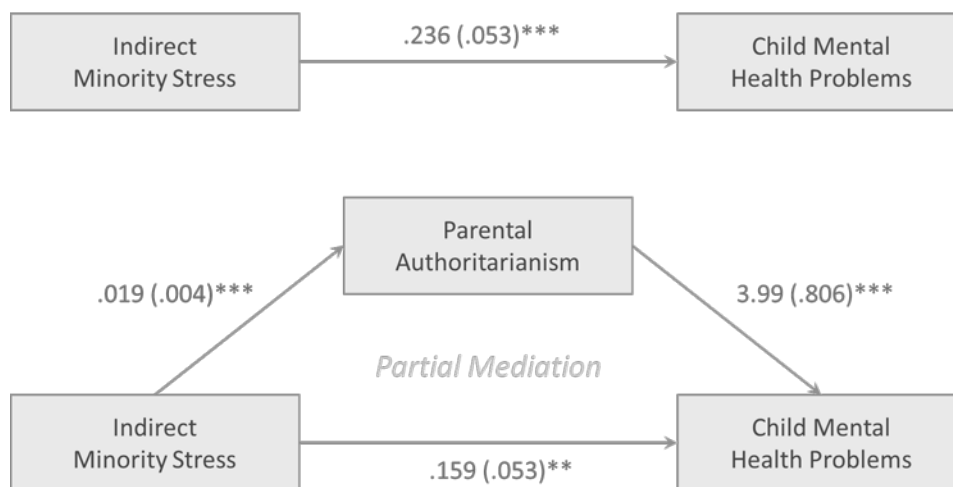 Indirect
Minority Stress
.236 (.053)***
Child Mental
Health Problems
Parental
Authoritarianism
.019 (.004)***
3.99 (.806)***
Partial Mediation
Indirect
Minority Stress
.159 (.053)**
Child Mental
Health Problems